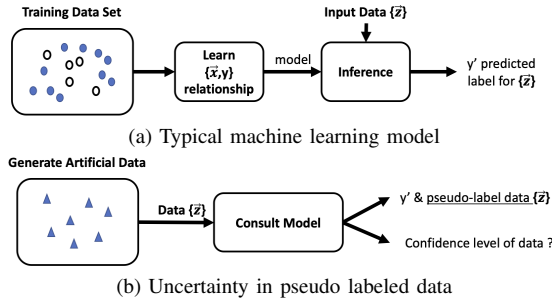 Training Data Set
Input Data {z⃗}
Learn
{x⃗,y}
relationship
model
Inference
y' predicted
label for {z⃗}
(a) Typical machine learning model
Generate Artificial Data
Data {z⃗}
Consult Model
y' & pseudo-label data {z⃗}
Confidence level of data ?
(b) Uncertainty in pseudo labeled data